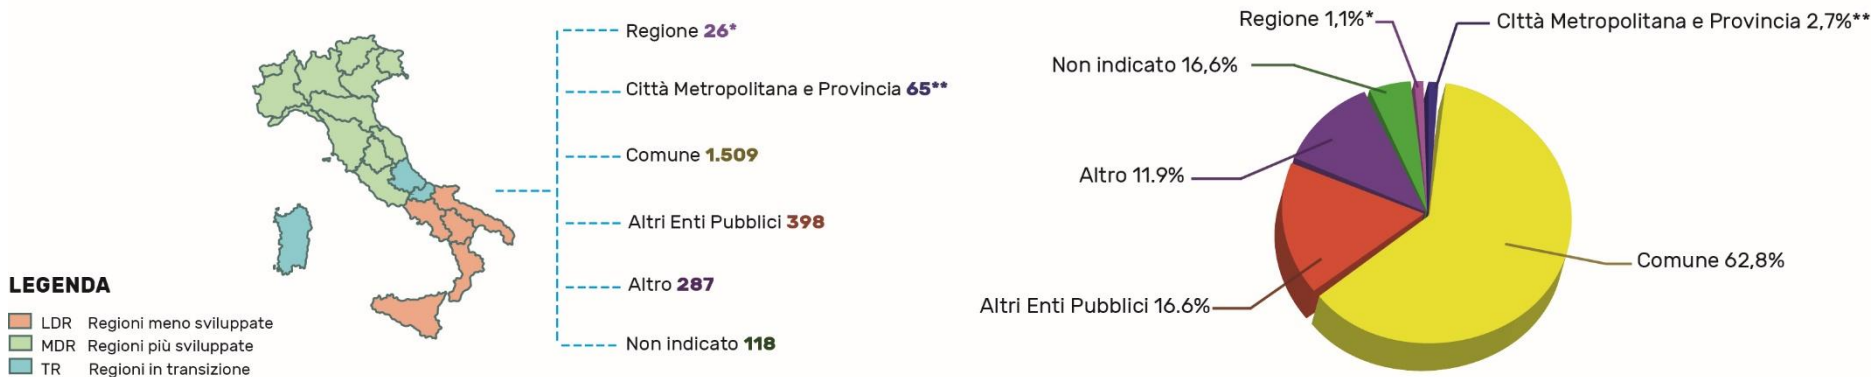 Regione 26*
Città Metropolitana e Provincia 65**
Comune 1.509
Altri Enti Pubblici 398
Altro 287
Non indicato 118
LEGENDA
LDR Regioni meno sviluppate
MDR Regioni più sviluppate
TR Regioni in transizione
Regione 1,1%*
CIttà Metropolitana e Provincia 2,7%**
Non indicato 16,6%
Altro 11.9%
Comune 62,8%
Altri Enti Pubblici 16.6%